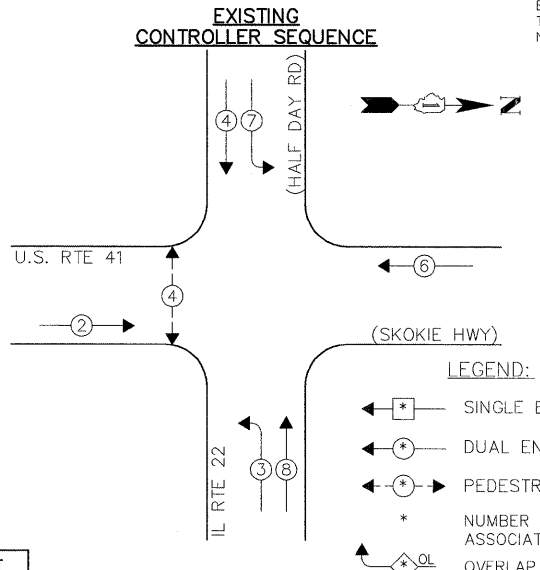 EXISTING
CONTROLLER SEQUENCE
(HALF DAY RD)
4
7
U.S. RTE 41
6
4
2
(SKOKIE HWY)
IL RTE 22
3
8
LEGEND:
* SINGLE E
* DUAL EN
* PEDESTR
* NUMBER
ASSOCIAT
* OL OVERLAP